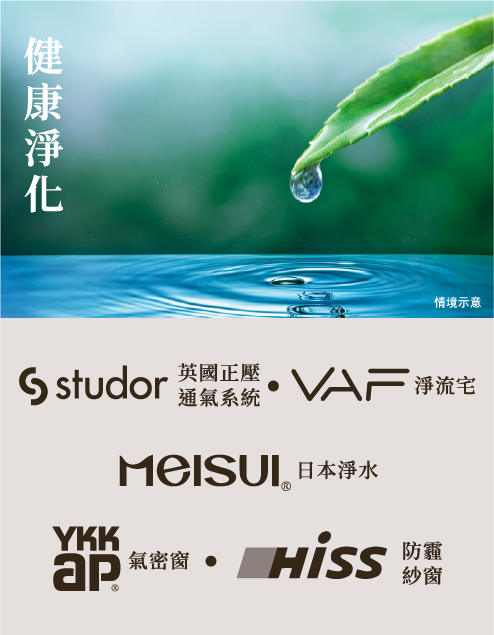 健康淨化
情境示意
studor 英國正壓通氣系統 • VAF 淨流宅
MEISUI® 日本淨水
YKK ap® 氣密窗 • HiSS 防霾紗窗